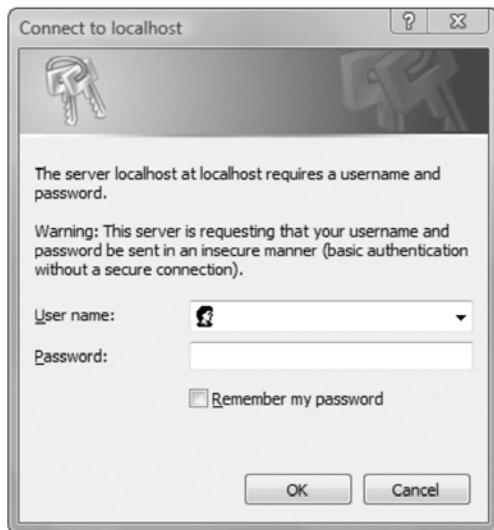 Connect to localhost
?
The server localhost at localhost requires a username and
password.
Warning: This server is requesting that your username and
password be sent in an insecure manner (basic authentication
without a secure connection).
User name:
Password:
Remember my password
OK Cancel